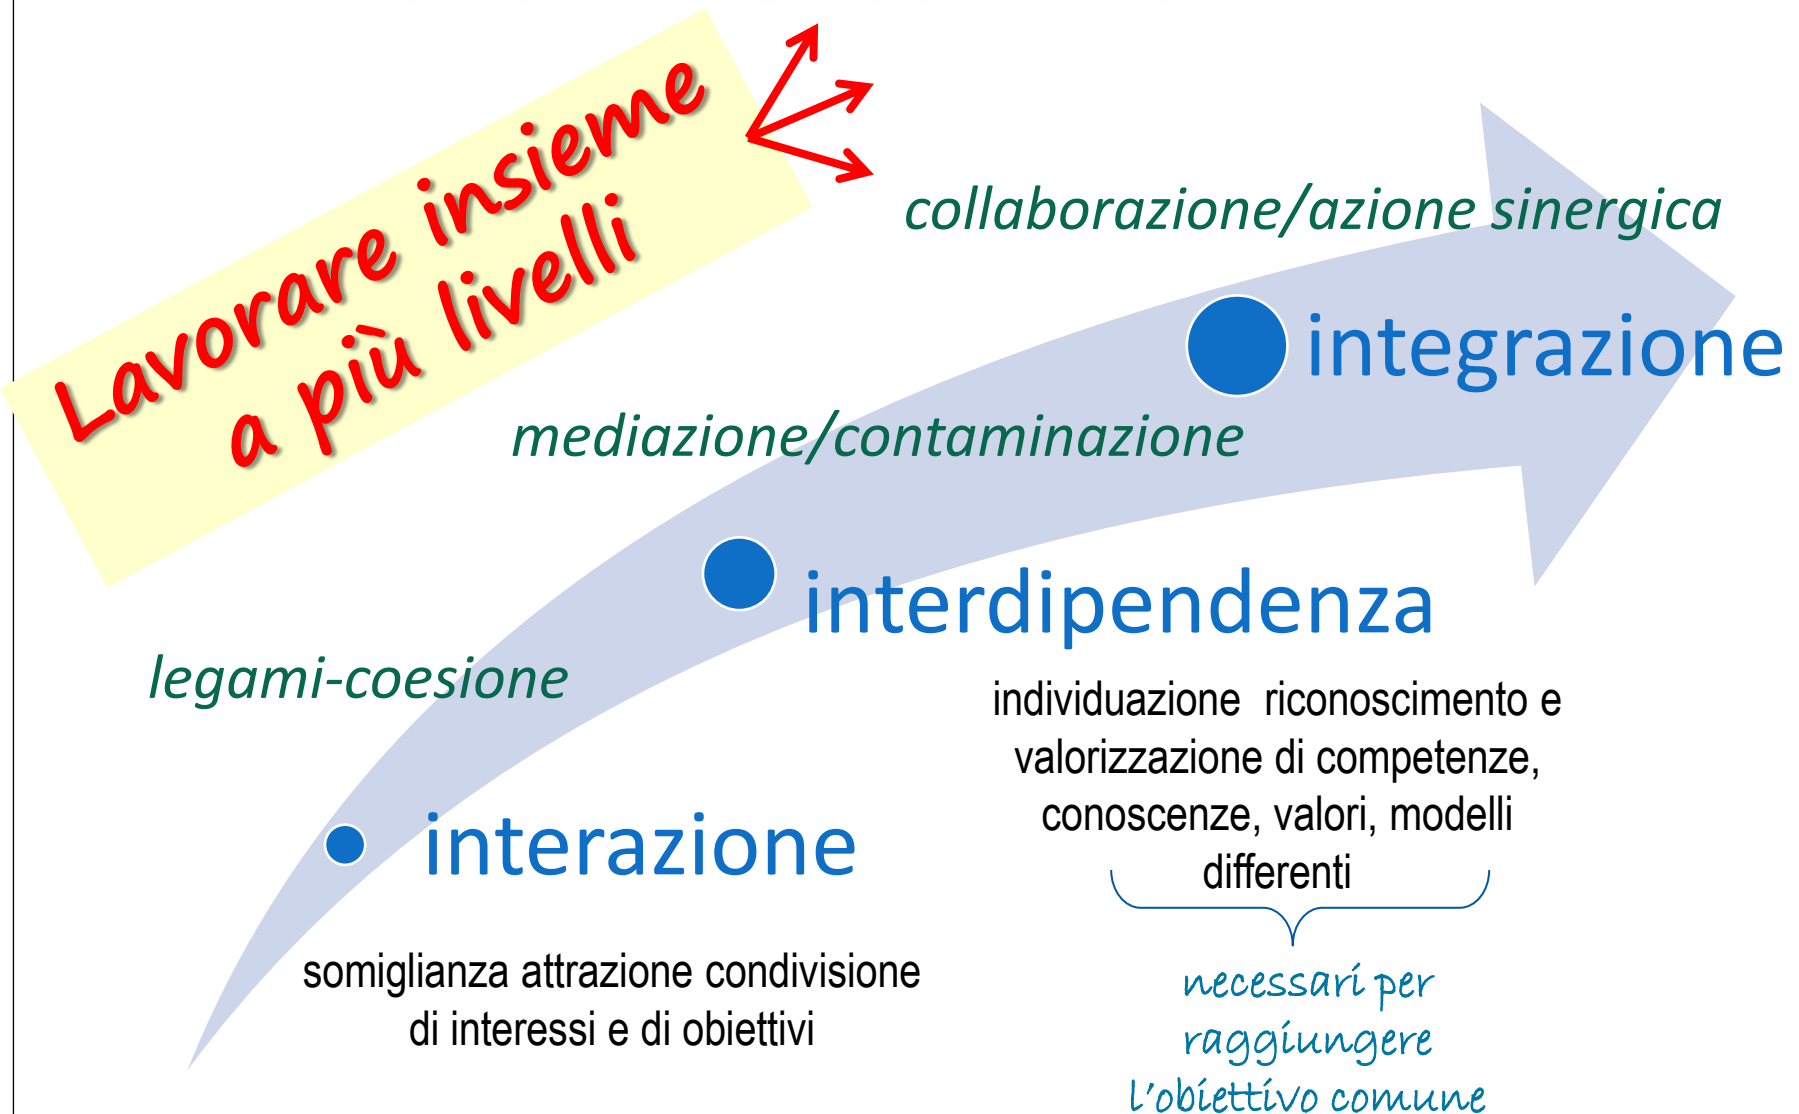 Lavorare insieme
a più livelli
collaborazione/azione sinergica
integrazione
mediazione/contaminazione
interdipendenza
legami-coesione
individuazione riconoscimento e
valorizzazione di competenze,
conoscenze, valori, modelli
differenti
interazione
somiglianza attrazione condivisione
di interessi e di obiettivi
necessari per
raggiungere
l’obiettivo comune